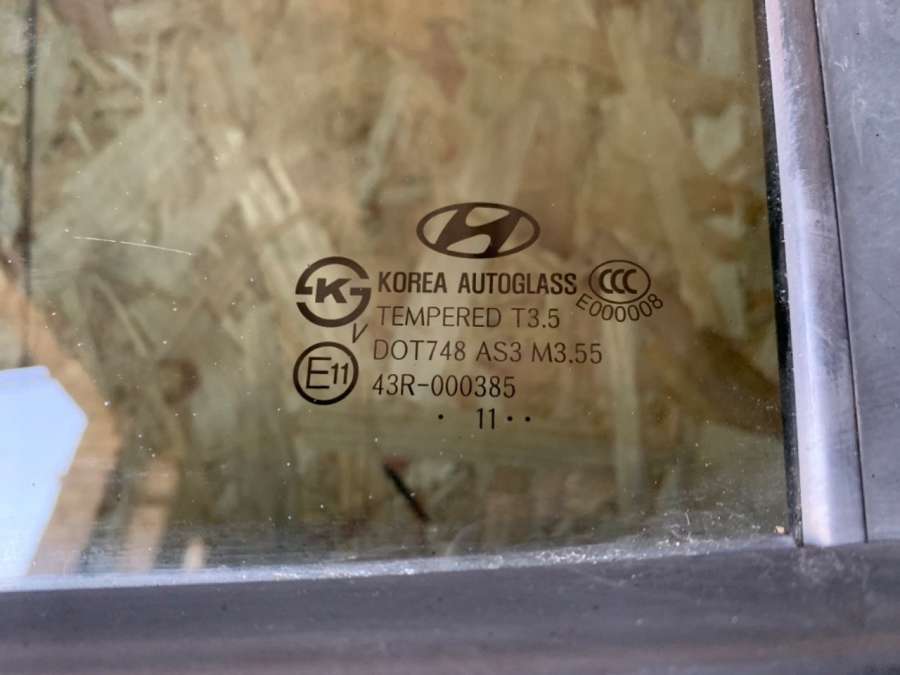 KOREA AUTOGLASS
CCC
E000008
K
TEMPERED T3.5
V
DOT748 AS3 M3.55
E11
43R-000385
· 11 · ·